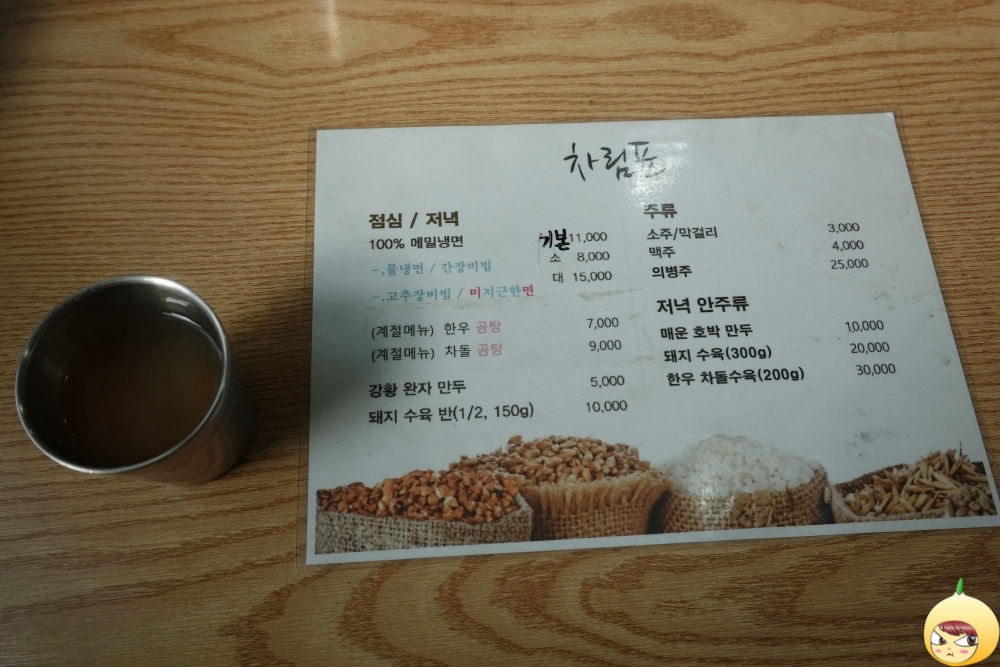 차림표
점심 / 저녁
100% 메밀냉면 기본 11,000
-.물냉면 / 간장비빔 소 8,000
-.고추장비빔 / 미지근한면 대 15,000
(계절메뉴) 한우 곰탕 7,000
(계절메뉴) 차돌 곰탕 9,000
강황 완자 만두 5,000
돼지 수육 반(1/2, 150g) 10,000
주류
소주/막걸리 3,000
맥주 4,000
의병주 25,000
저녁 안주류
매운 호박 만두 10,000
돼지 수육(300g) 20,000
한우 차돌수육(200g) 30,000